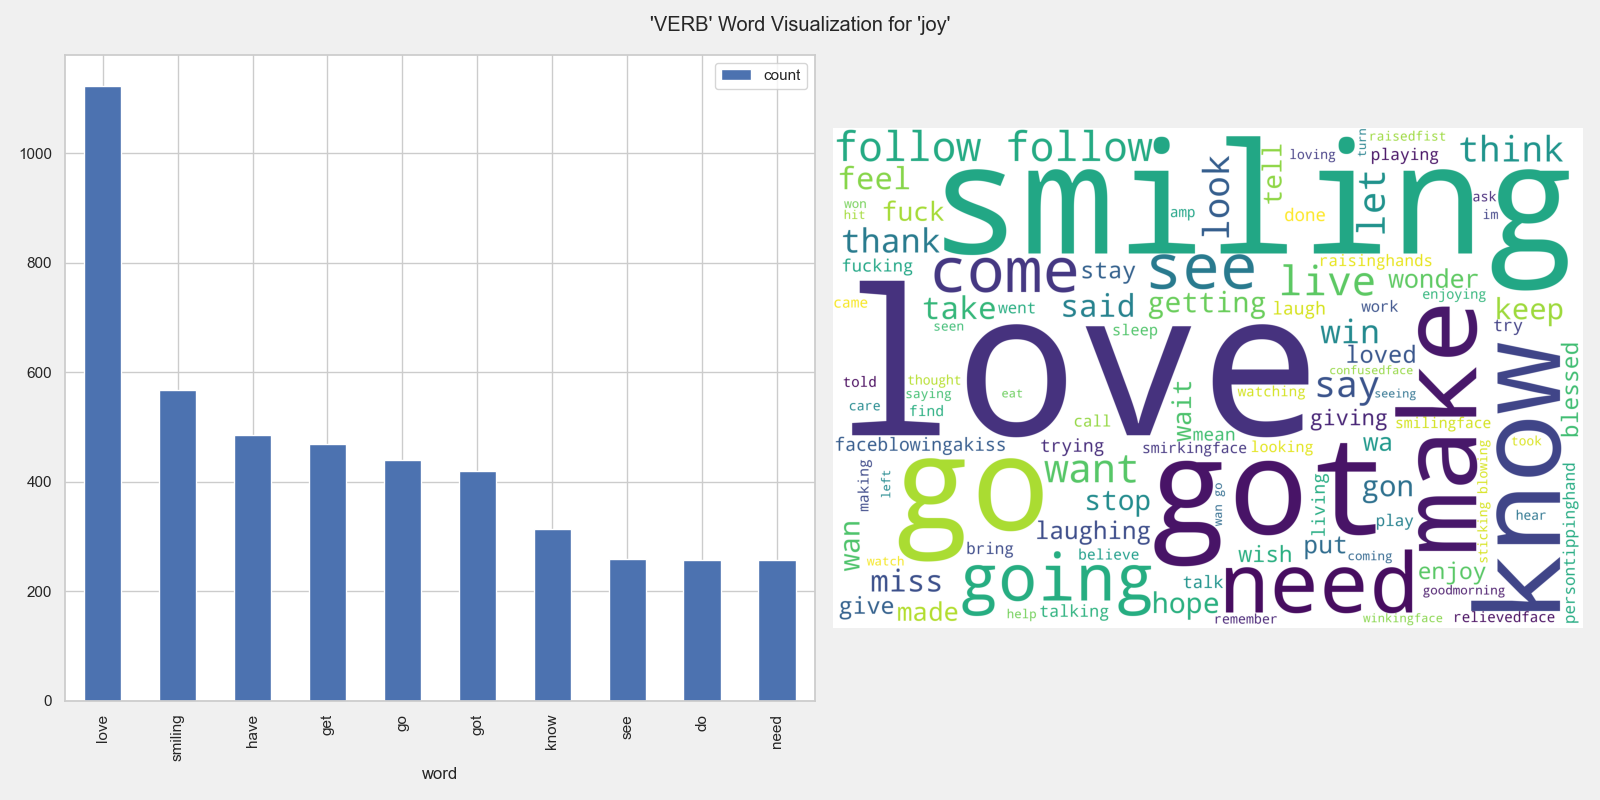 'VERB' Word Visualization for 'joy'
count
1000
800
600
400
200
0
love
smiling
have
get
go
got
know
see
do
need
word
follow follow
smiling
raisedfist
turn
loving
playing
think
feel
look
tell
let
ask
im
won
hit
fuck
amp
done
thank
fucking
come
stay
see
raisinghands
live
wonder
enjoying
came
take
went
said
getting
laugh
work
keep
seen
sleep
win
try
love
make
know
loved
confusedface
told
thought
saying
eat
watching
say
seeing
blessed
care
find
call
wait
mean
giving
smilingface
faceblowingakiss
trying
smirkingface
looking
wa
took
go
want
got
making
left
stop
wan go
living
gon
sticking blowing
persontippinghand
play
hear
wan
laughing
bring
believe
wish
put
coming
watch
miss
going
talk
need
enjoy
goodmorning
give
made
help
talking
hope
remember
winkingface
relievedface